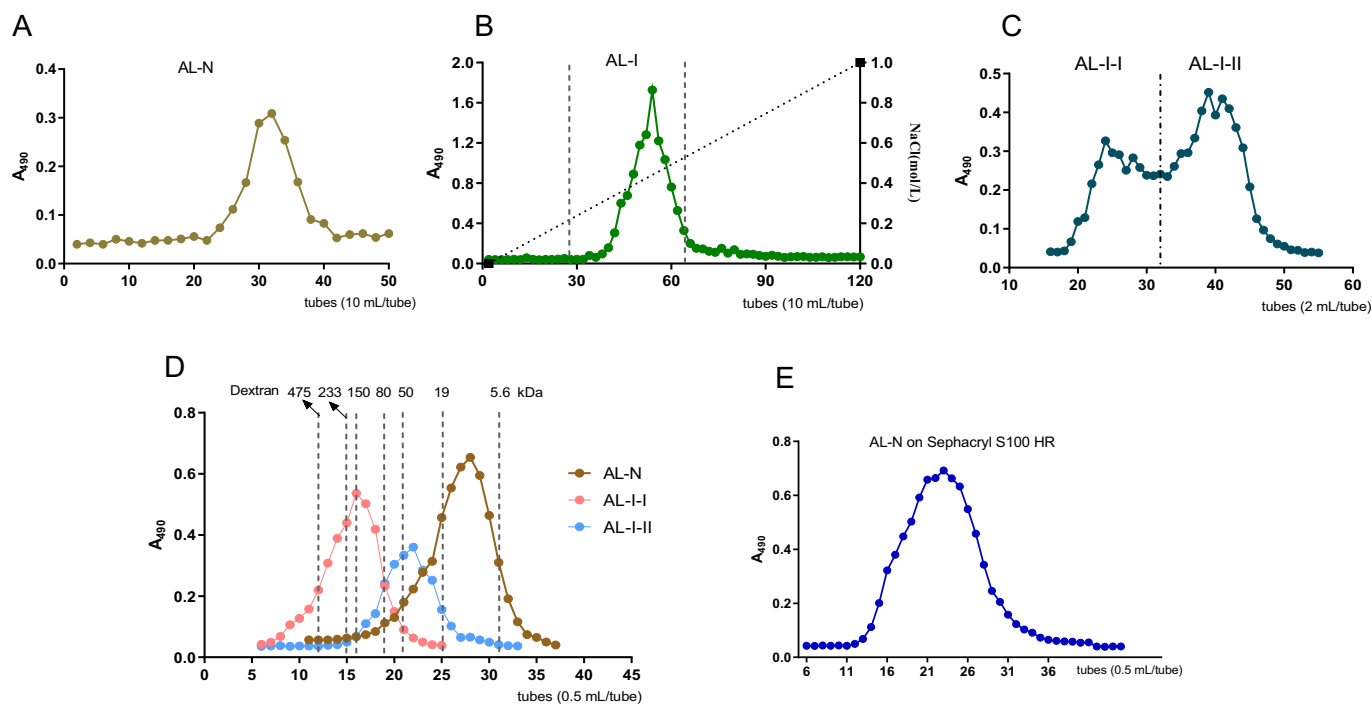 A
AL-N
0.4
0.3
0.2
0.1
0.0
A490
0 10 20 30 40 50
tubes (10 mL/tube)
B
AL-I
2.0
1.6
1.2
0.8
0.4
0.0
A490
1.0
0.8
0.6
0.4
0.2
0.0
NaCl(mol/L)
0 30 60 90 120
tubes (10 mL/tube)
C
AL-I-I AL-I-II
0.5
0.4
0.3
0.2
0.1
0.0
A490
10 20 30 40 50 60
tubes (2 mL/tube)
D
Dextran 475 233 150 80 50 19 5.6 kDa
0.8
0.6
0.4
0.2
0.0
A490
AL-N
AL-I-I
AL-I-II
0 5 10 15 20 25 30 35 40 45
tubes (0.5 mL/tube)
E
AL-N on Sephacryl S100 HR
0.8
0.6
0.4
0.2
0.0
A490
6 11 16 21 26 31 36
tubes (0.5 mL/tube)